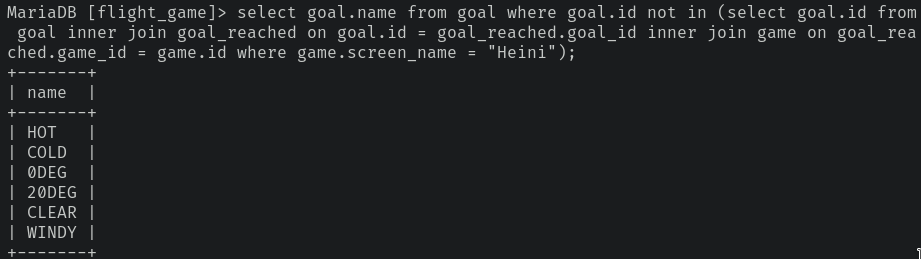 MariaDB [flight_game]> select goal.name from goal where goal.id not in (select goal.id from
 goal inner join goal_reached on goal.id = goal_reached.goal_id inner join game on goal_rea
ched.game_id = game.id where game.screen_name = "Heini");
+-------+
| name  |
+-------+
| HOT   |
| COLD  |
| 0DEG  |
| 20DEG |
| CLEAR |
| WINDY |
+-------+